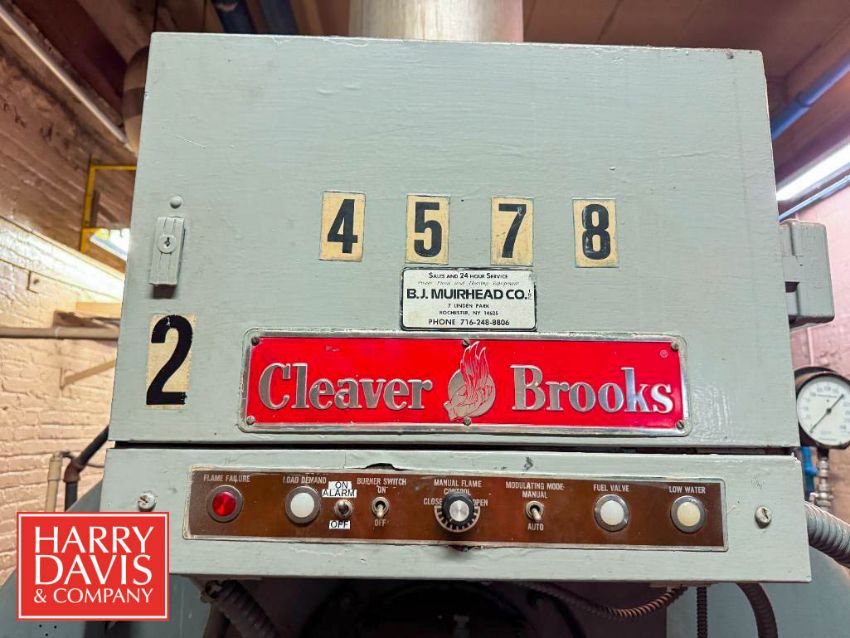 4 5 7 8
SALES AND 24 HOUR SERVICE
B.J. MUIRHEAD CO.
7 LINDEN PARK
ROCHESTER, NY 14625
PHONE 716-248-8806
2
Cleaver Brooks
FLAME FAILURE
LOAD DEMAND
ON
ALARM
OFF
BURNER SWITCH
ON
OFF
MANUAL FLAME
CONTROL
CLOSE OPEN
MODULATING MODE
MANUAL
AUTO
FUEL VALVE
LOW WATER
HARRY
DAVIS
& COMPANY